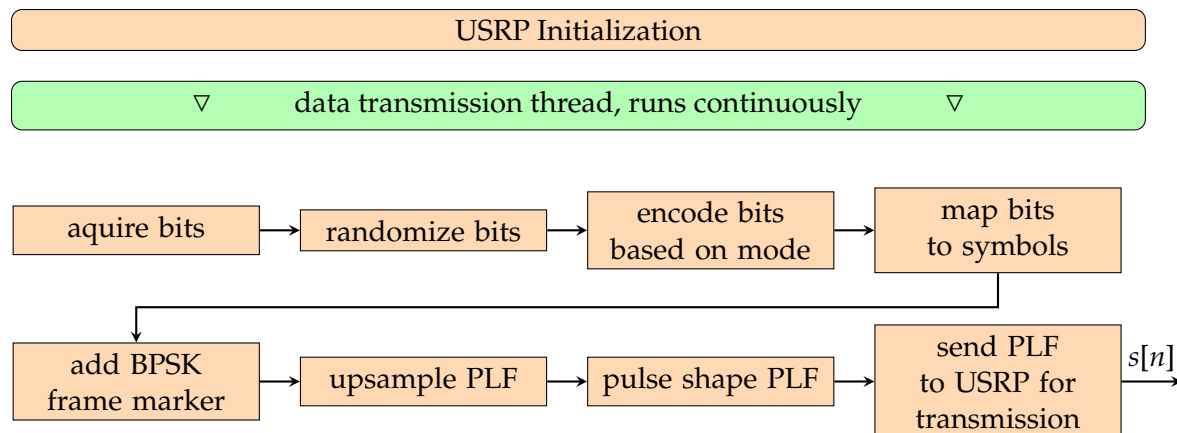 USRP Initialization
▽ data transmission thread, runs continuously ▽
aquire bits
randomize bits
encode bits
based on mode
map bits
to symbols
add BPSK
frame marker
upsample PLF
pulse shape PLF
send PLF
to USRP for
transmission
s[n]